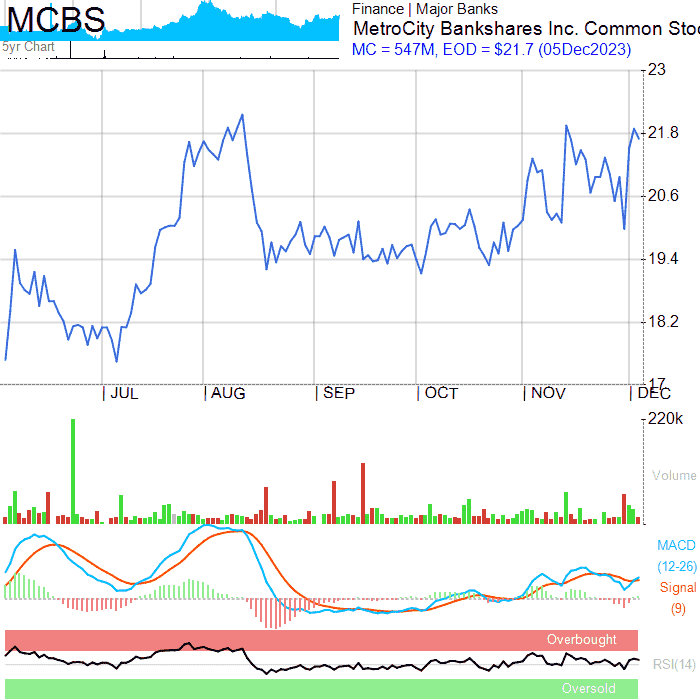 MCBS
5yr Chart
Finance | Major Banks
MetroCity Bankshares Inc. Common Stoc
MC = 547M, EOD = $21.7 (05Dec2023)
23
21.8
20.6
19.4
18.2
17
| JUL | AUG | SEP | OCT | NOV | DEC
220k
Volume
MACD
(12-26)
Signal
(9)
Overbought
RSI(14)
Oversold